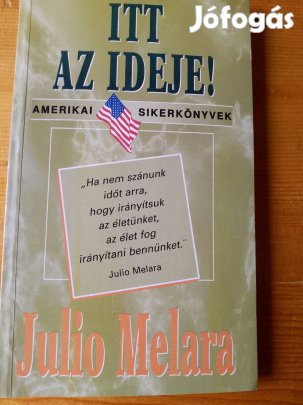 Jófogás
ITT
AZ IDEJE!
AMERIKAI SIKERKÖNYVEK
„Ha nem szánunk
időt arra,
hogy irányítsuk
az életünket,
az élet fog
irányítani bennünket."
Julio Melara
Julio Melara